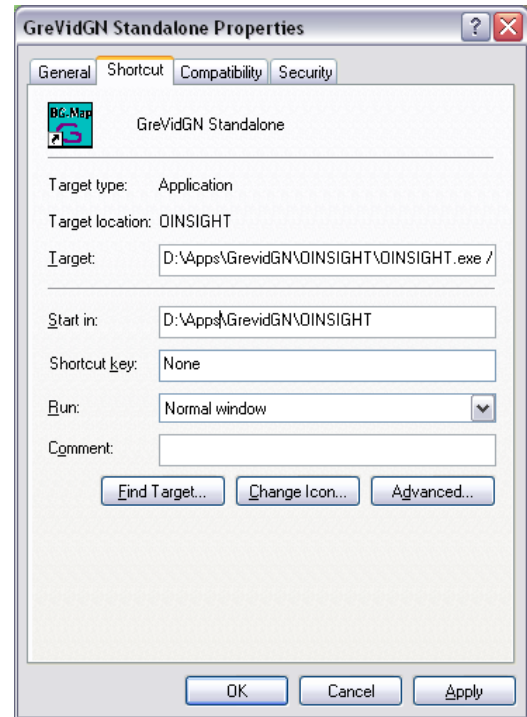 GreVidGN Standalone Properties
General Shortcut Compatibility Security
BG-Map
G
GreVidGN Standalone
Target type: Application
Target location: OINSIGHT
Target: D:\Apps\GrevidGN\OINSIGHT\OINSIGHT.exe /
Start in: D:\Apps\GrevidGN\OINSIGHT
Shortcut key: None
Run: Normal window
Comment:
Find Target... Change Icon... Advanced...
OK Cancel Apply